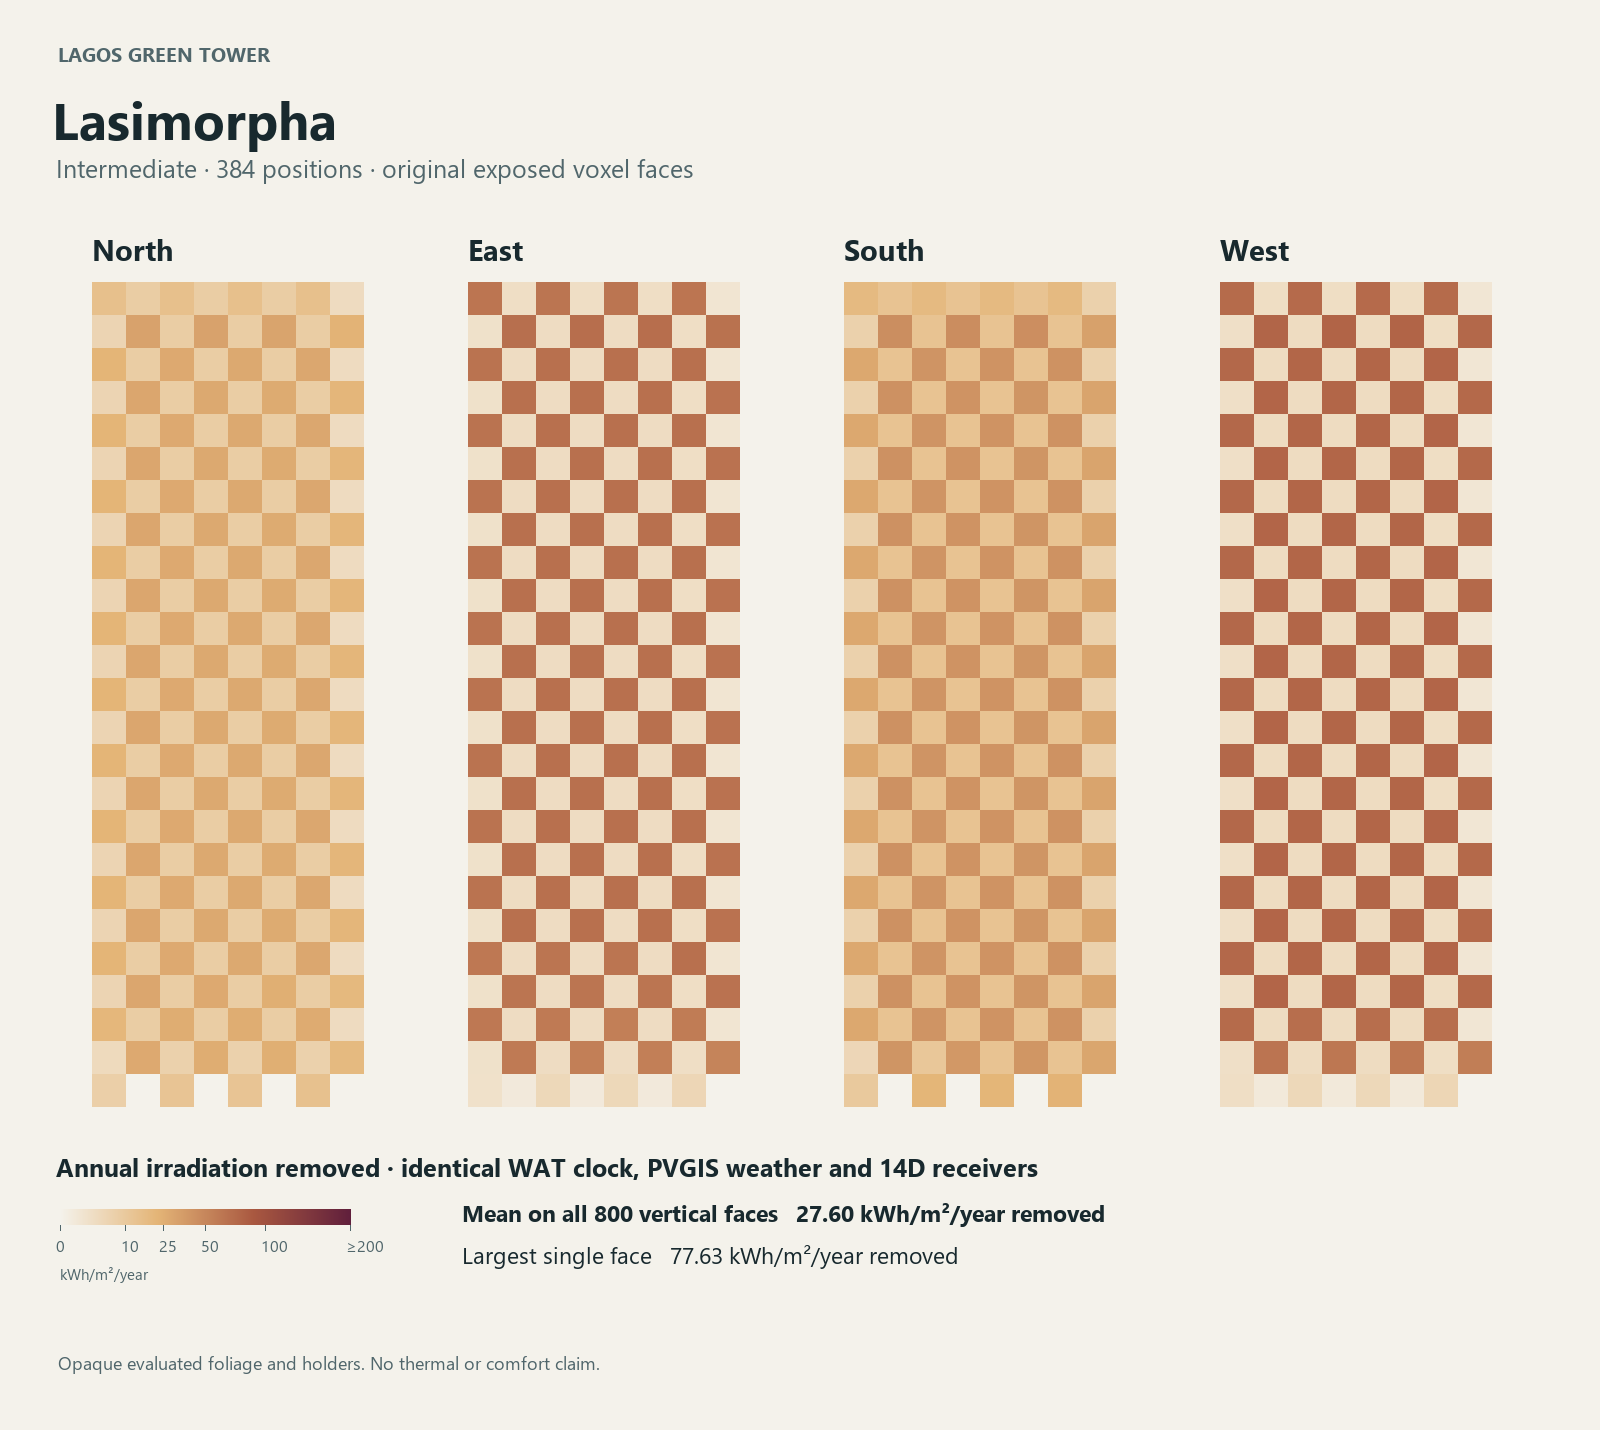 LAGOS GREEN TOWER
Lasimorpha
Intermediate · 384 positions · original exposed voxel faces
North East South West
Annual irradiation removed · identical WAT clock, PVGIS weather and 14D receivers
Mean on all 800 vertical faces 27.60 kWh/m²/year removed
0 10 25 50 100 ≥200
Largest single face 77.63 kWh/m²/year removed
kWh/m²/year
Opaque evaluated foliage and holders. No thermal or comfort claim.